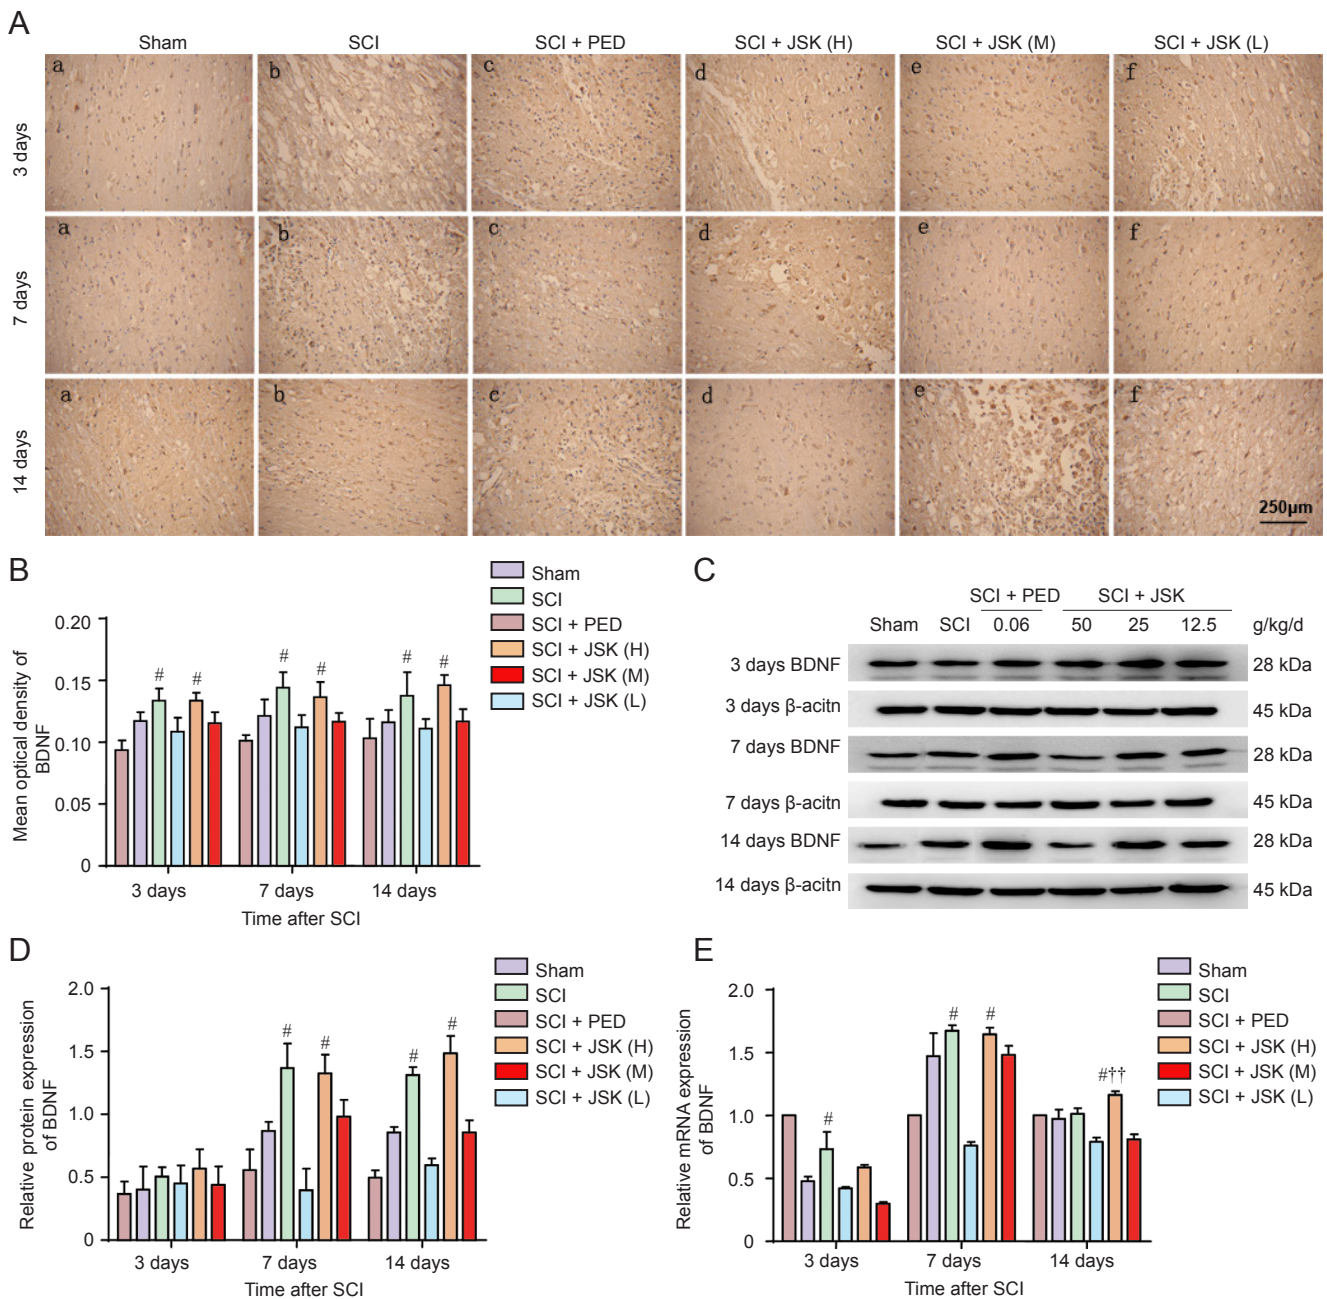 A
Sham SCI SCI + PED SCI + JSK (H) SCI + JSK (M) SCI + JSK (L)
3 days
a b c d e f
7 days
a b c d e f
14 days
a b c d e f
250μm
B
Mean optical density of
BDNF
0.20
0.15
0.10
0.05
0
# # # # # #
3 days 7 days 14 days
Time after SCI
Sham
SCI
SCI + PED
SCI + JSK (H)
SCI + JSK (M)
SCI + JSK (L)
C
SCI + PED SCI + JSK
Sham SCI 0.06 50 25 12.5 g/kg/d
3 days BDNF 28 kDa
3 days β-acitn 45 kDa
7 days BDNF 28 kDa
7 days β-acitn 45 kDa
14 days BDNF 28 kDa
14 days β-acitn 45 kDa
D
Relative protein expression
of BDNF
2.0
1.5
1.0
0.5
0
# # # #
3 days 7 days 14 days
Time after SCI
Sham
SCI
SCI + PED
SCI + JSK (H)
SCI + JSK (M)
SCI + JSK (L)
E
Relative mRNA expression
of BDNF
2.0
1.5
1.0
0.5
0
# # # #††
3 days 7 days 14 days
Time after SCI
Sham
SCI
SCI + PED
SCI + JSK (H)
SCI + JSK (M)
SCI + JSK (L)